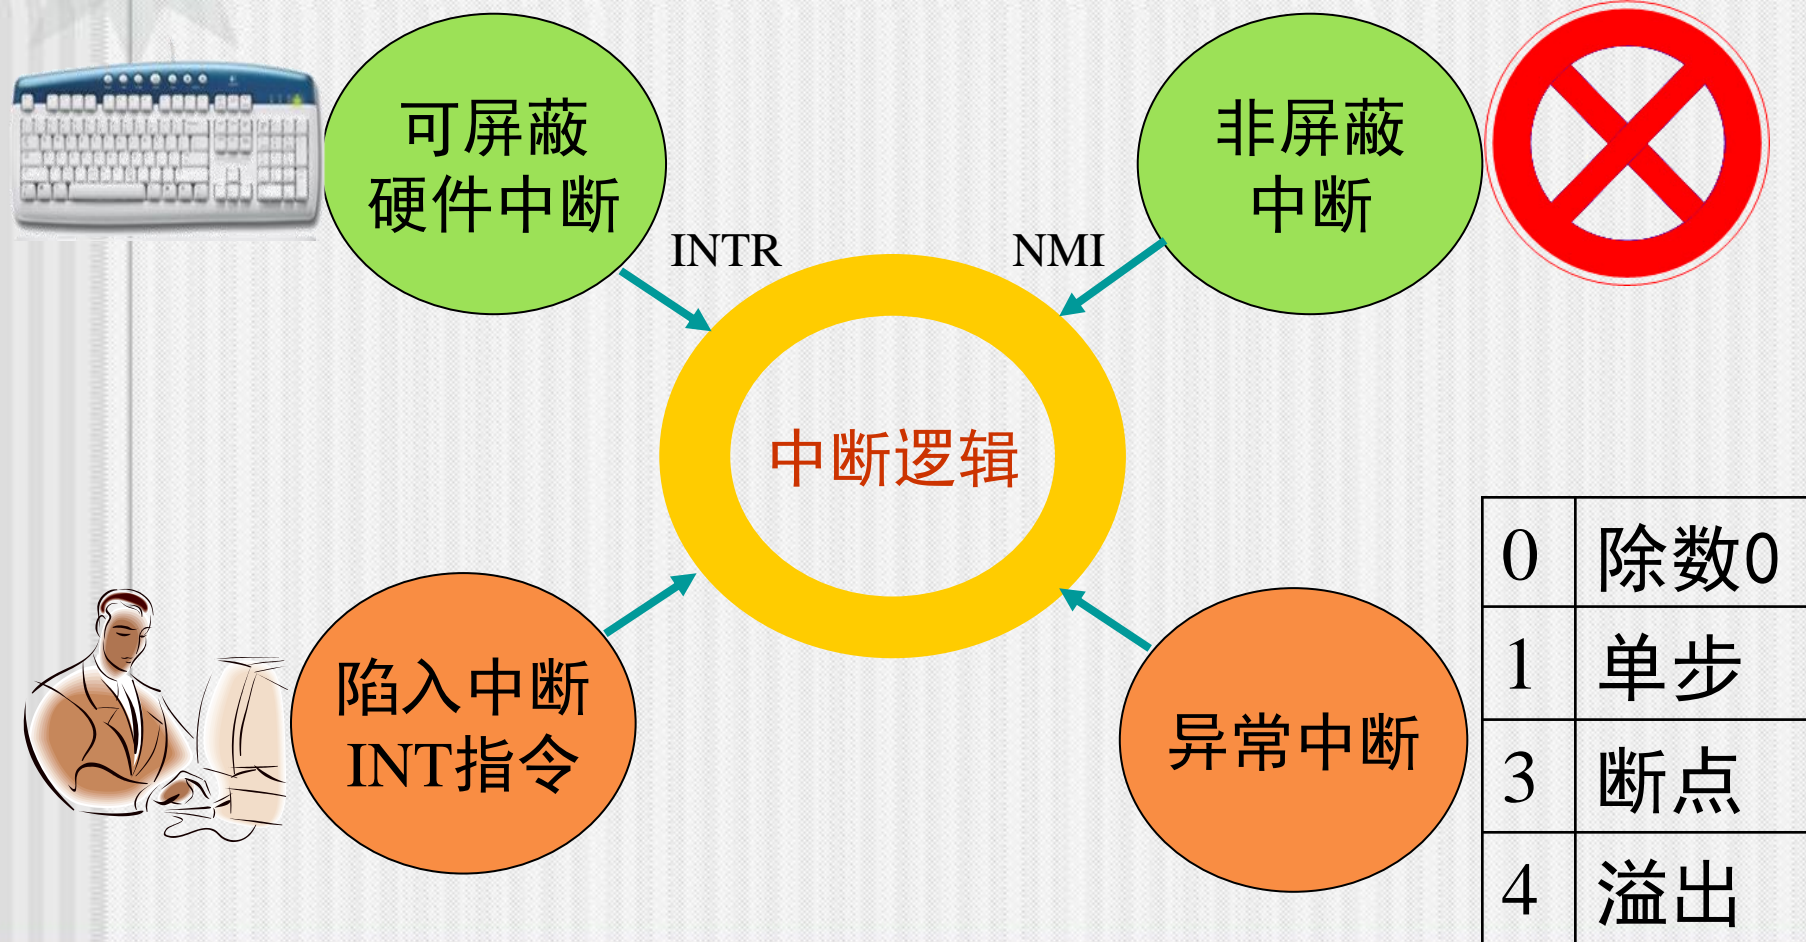 可屏蔽
硬件中断
非屏蔽
中断
INTR
NMI
中断逻辑
陷入中断
INT指令
异常中断
0 除数0
1 单步
3 断点
4 溢出